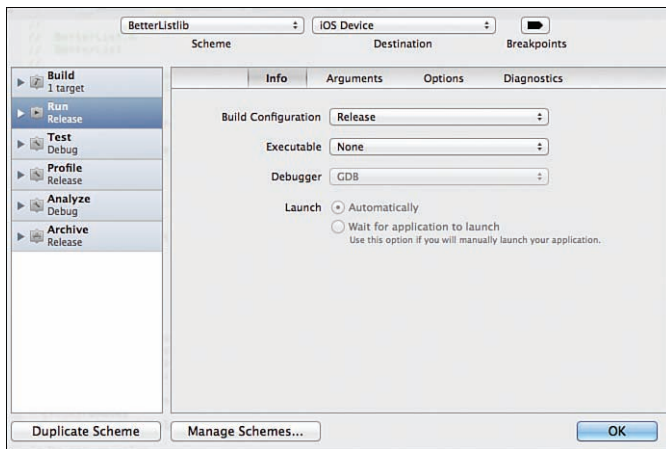 BetterListlib
iOS Device
Scheme
Destination
Breakpoints
Build
1 target
Run
Release
Test
Debug
Profile
Release
Analyze
Debug
Archive
Release
Info
Arguments
Options
Diagnostics
Build Configuration
Release
Executable
None
Debugger
GDB
Launch
Automatically
Wait for application to launch
Use this option if you will manually launch your application.
Duplicate Scheme
Manage Schemes...
OK